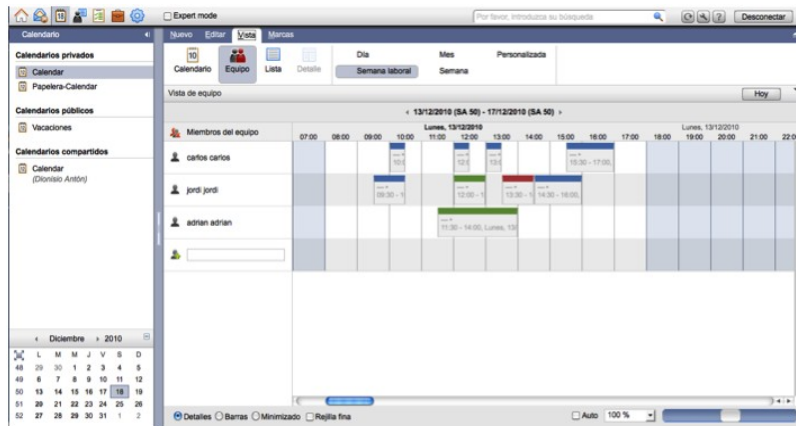 Expert mode
Por favor, introduzca su búsqueda
Desconectar
Calendario
Nuevo Editar Vista Marcas
Calendarios privados
Calendar
Papelera-Calendar
Calendarios públicos
Vacaciones
Calendarios compartidos
Calendar
(Dionisio Antón)
Calendario Equipo Lista Detalle
Día Mes Personalizada
Semana laboral Semana
Vista de equipo
Hoy
13/12/2010 (SA 50) - 17/12/2010 (SA 50)
Miembros del equipo
Lunes, 13/12/2010 Lunes, 13/12/2010
07:00 08:00 09:00 10:00 11:00 12:00 13:00 14:00 15:00 16:00 17:00 18:00 19:00 20:00 21:00 22:0
carlos carlos
15:30 - 17:00,
jordi jordi
09:30 - 1 12:00 - 1 13:30 - 1 14:30 - 16:00,
adrian adrian
11:30 - 14:00, Lunes, 13/
Diciembre 2010
L M M J V S D
48 29 30 1 2 3 4 5
49 6 7 8 9 10 11 12
50 13 14 15 16 17 18 19
51 20 21 22 23 24 25 26
52 27 28 29 30 31 1 2
Detalles Barras Minimizado Rejilla fina
Auto 100 %